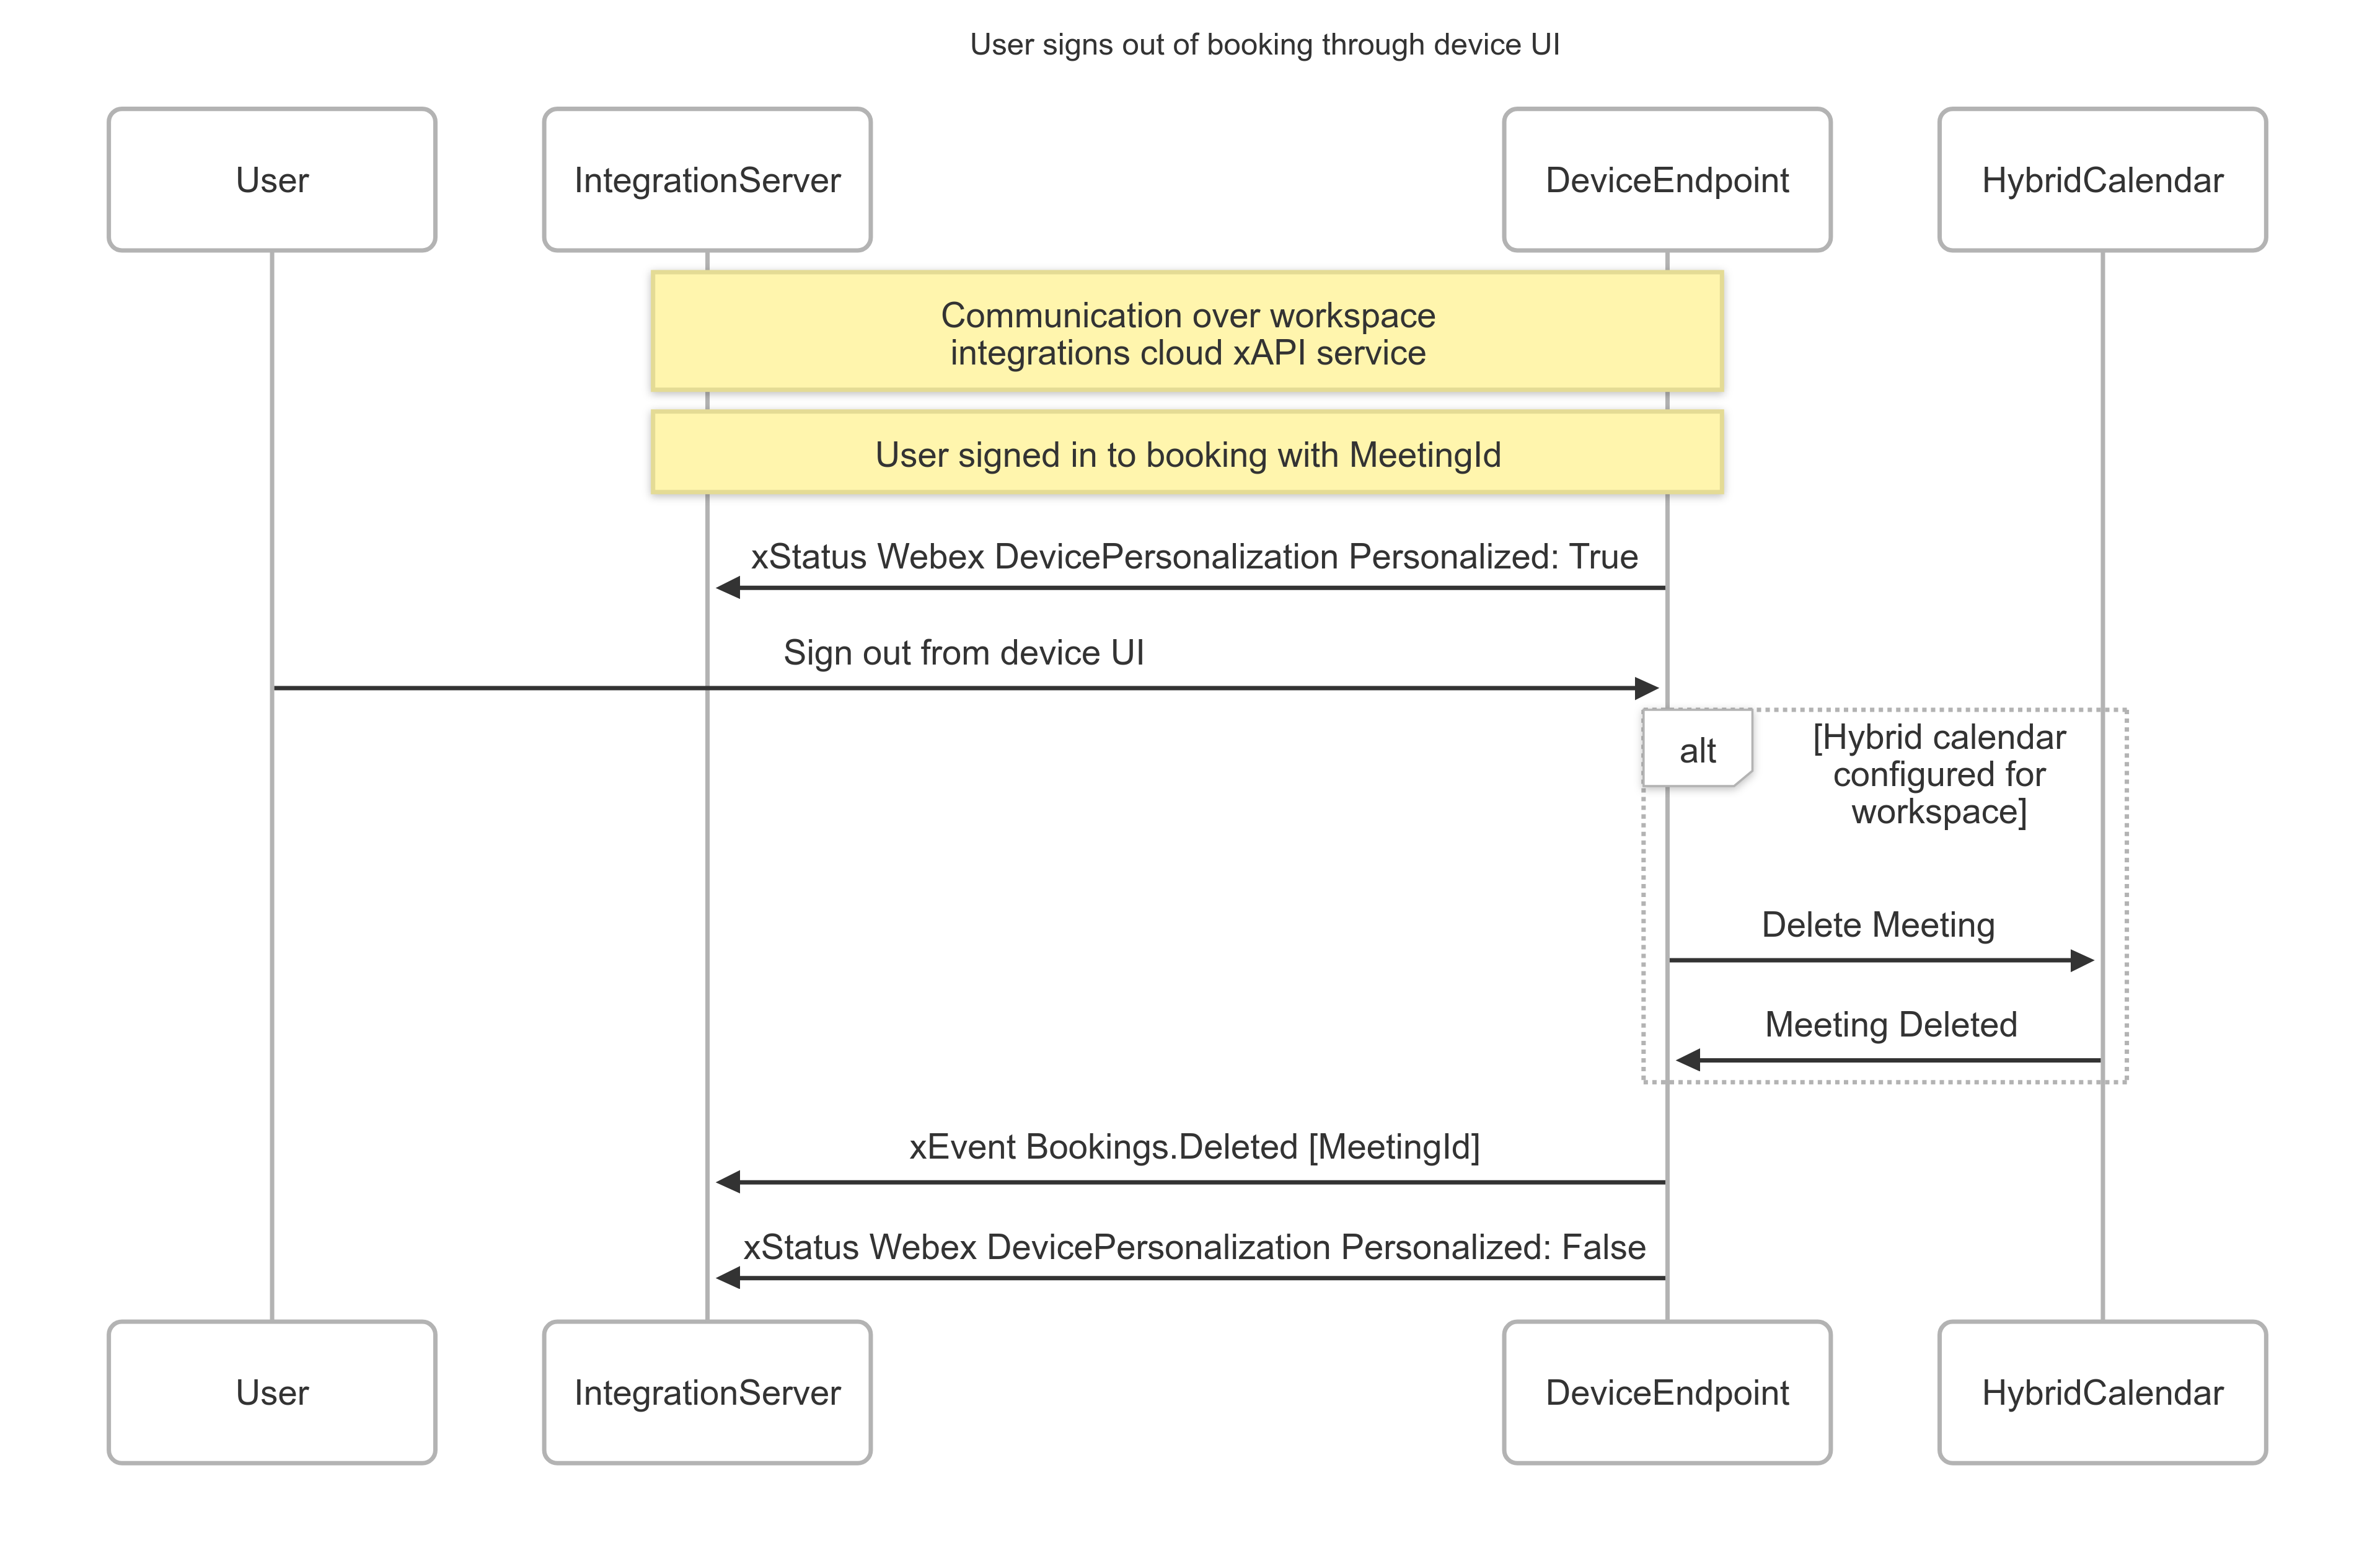 User signs out of booking through device UI
User
IntegrationServer
DeviceEndpoint
HybridCalendar
Communication over workspace
integrations cloud xAPI service
User signed in to booking with MeetingId
xStatus Webex DevicePersonalization Personalized: True
Sign out from device UI
alt
[Hybrid calendar
configured for
workspace]
Delete Meeting
Meeting Deleted
xEvent Bookings.Deleted [MeetingId]
xStatus Webex DevicePersonalization Personalized: False
User
IntegrationServer
DeviceEndpoint
HybridCalendar